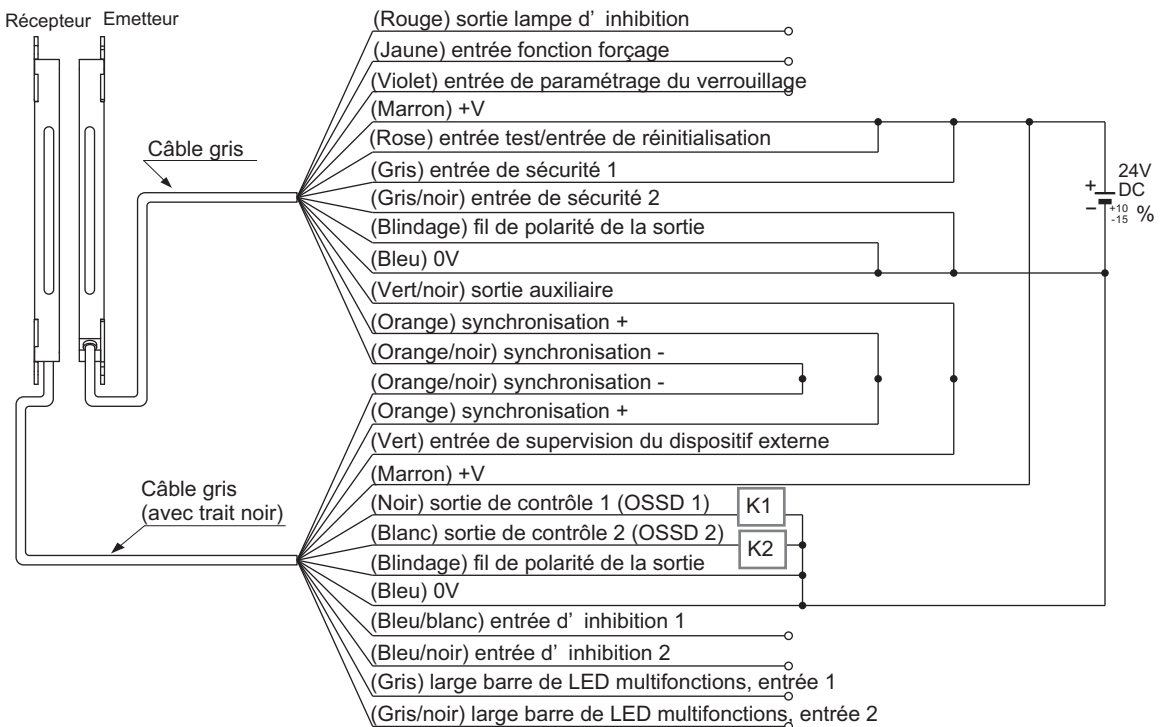 Récepteur Emetteur
(Rouge) sortie lampe d' inhibition
(Jaune) entrée fonction forçage
(Violet) entrée de paramétrage du verrouillage
(Marron) +V
(Rose) entrée test/entrée de réinitialisation
Câble gris
(Gris) entrée de sécurité 1
(Gris/noir) entrée de sécurité 2
(Blindage) fil de polarité de la sortie
(Bleu) 0V
24V
DC
+
−
+10
-15 %
(Vert/noir) sortie auxiliaire
(Orange) synchronisation +
(Orange/noir) synchronisation -
(Orange/noir) synchronisation -
(Orange) synchronisation +
(Vert) entrée de supervision du dispositif externe
(Marron) +V
Câble gris
(avec trait noir)
(Noir) sortie de contrôle 1 (OSSD 1)
K1
(Blanc) sortie de contrôle 2 (OSSD 2)
K2
(Blindage) fil de polarité de la sortie
(Bleu) 0V
(Bleu/blanc) entrée d' inhibition 1
(Bleu/noir) entrée d' inhibition 2
(Gris) large barre de LED multifonctions, entrée 1
(Gris/noir) large barre de LED multifonctions, entrée 2